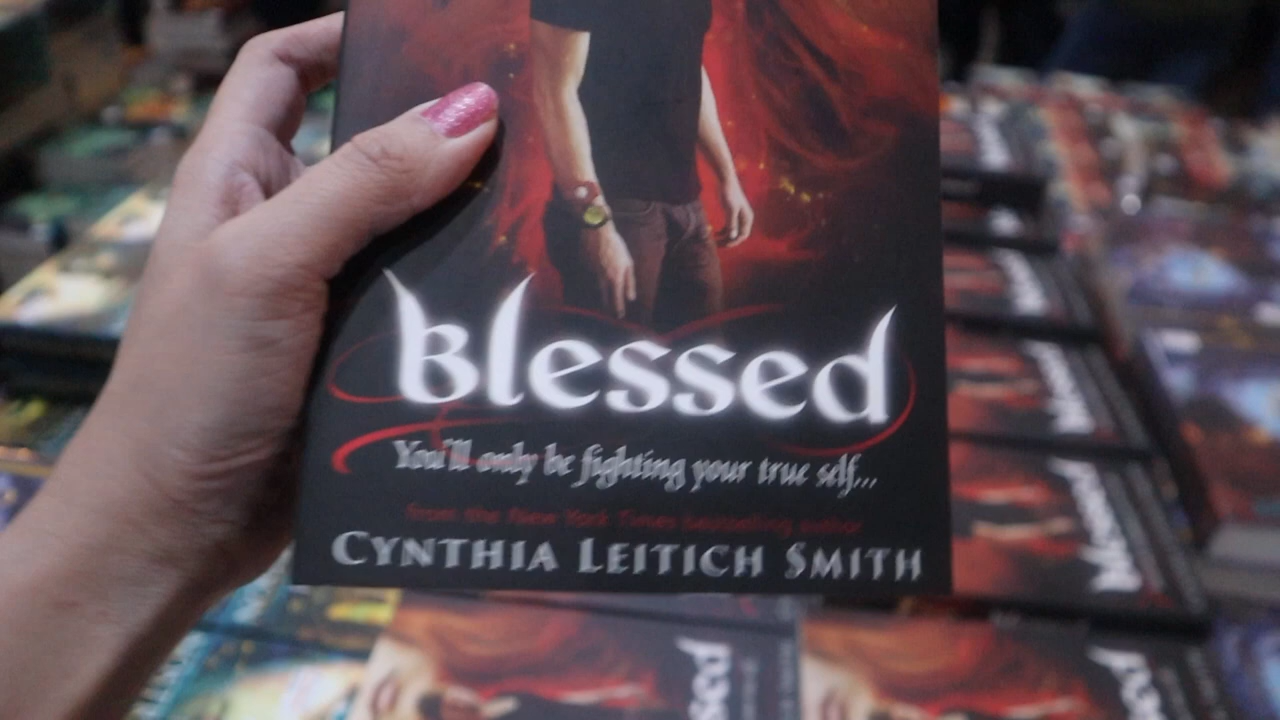 Blessed
You'll only be fighting your true self...
from the New York Times bestselling author
CYNTHIA LEITICH SMITH